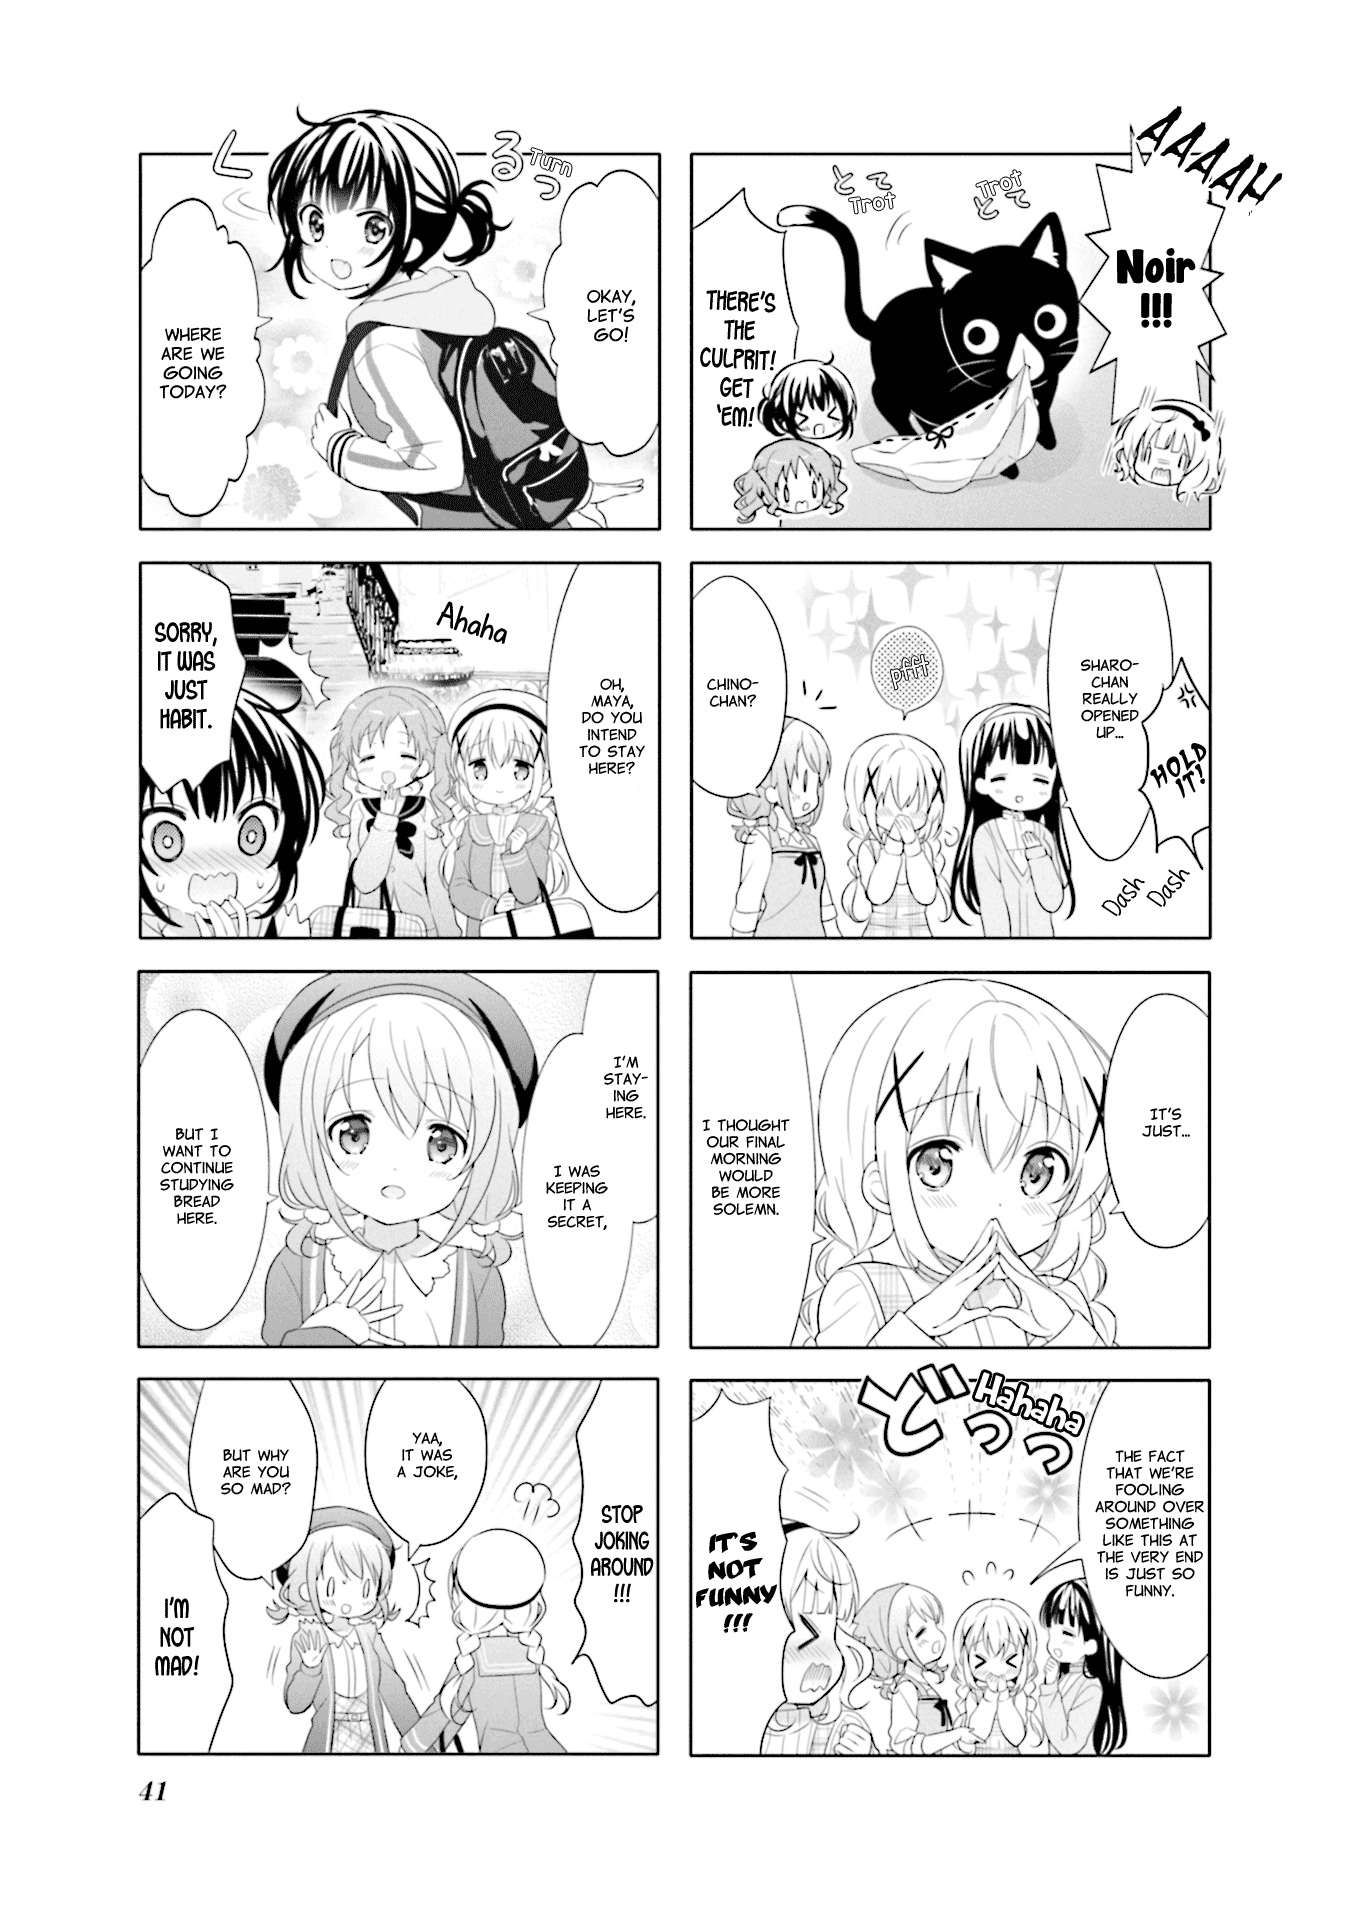 AAAAH
Noir
!!!
とて
Trot
Trot
とて
THERE'S
THE
CULPRIT!
GET
'EM!
HOLD
IT!
Dash
Dash
SHARO-
CHAN
REALLY
OPENED
UP...
pfft
CHINO-
CHAN?
IT'S
JUST...
I THOUGHT
OUR FINAL
MORNING
WOULD
BE MORE
SOLEMN.
THE FACT
THAT WE'RE
FOOLING
AROUND OVER
SOMETHING
LIKE THIS AT
THE VERY END
IS JUST SO
FUNNY.
どっっ
Hahaha
IT'S
NOT
FUNNY
!!!
くるっ
Turn
OKAY,
LET'S
GO!
WHERE
ARE WE
GOING
TODAY?
OH,
MAYA,
DO YOU
INTEND
TO STAY
HERE?
Ahaha
SORRY,
IT WAS
JUST
HABIT.
I'M
STAY-
ING
HERE.
I WAS
KEEPING
IT A
SECRET,
BUT I
WANT TO
CONTINUE
STUDYING
BREAD
HERE.
STOP
JOKING
AROUND
!!!
YAA,
IT WAS
A JOKE,
BUT WHY
ARE YOU
SO MAD?
I'M
NOT
MAD!
41